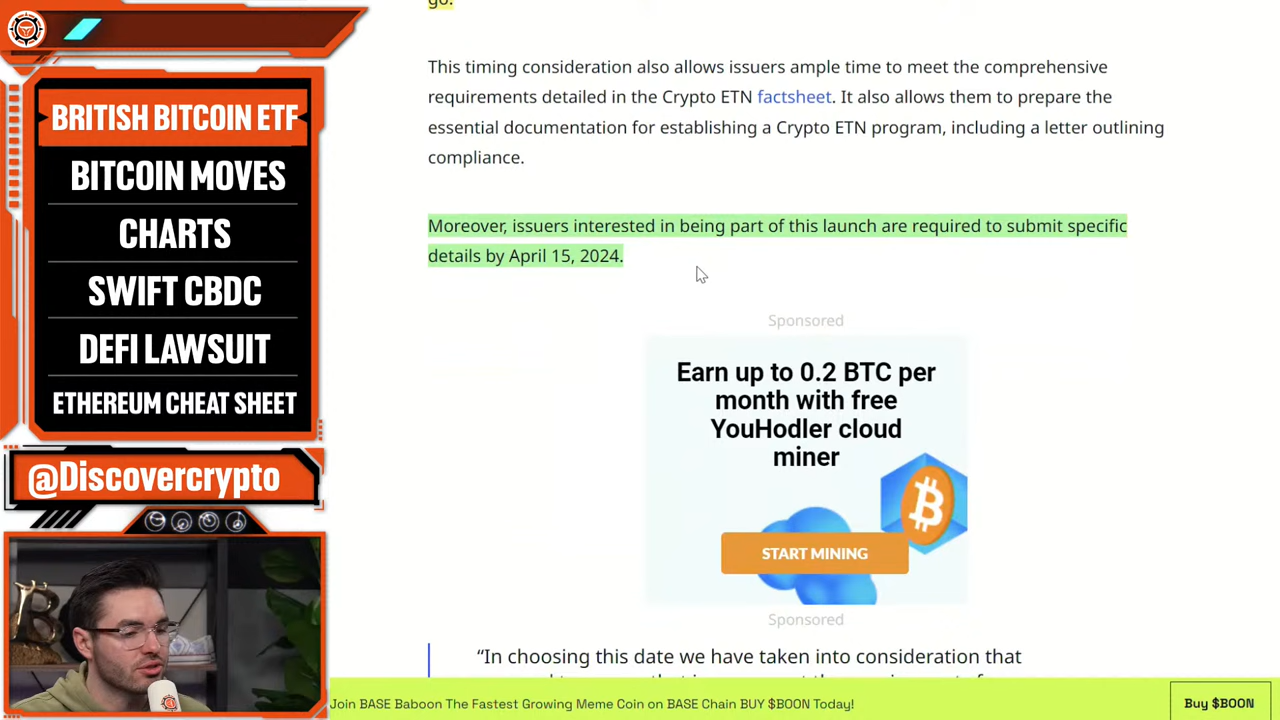 go.
BRITISH BITCOIN ETF
BITCOIN MOVES
CHARTS
SWIFT CBDC
DEFI LAWSUIT
ETHEREUM CHEAT SHEET
@Discovercrypto
This timing consideration also allows issuers ample time to meet the comprehensive
requirements detailed in the Crypto ETN factsheet. It also allows them to prepare the
essential documentation for establishing a Crypto ETN program, including a letter outlining
compliance.
Moreover, issuers interested in being part of this launch are required to submit specific
details by April 15, 2024.
Sponsored
Earn up to 0.2 BTC per
month with free
YouHodler cloud
miner
START MINING
Sponsored
“In choosing this date we have taken into consideration that
Join BASE Baboon The Fastest Growing Meme Coin on BASE Chain BUY $BOON Today!
Buy $BOON